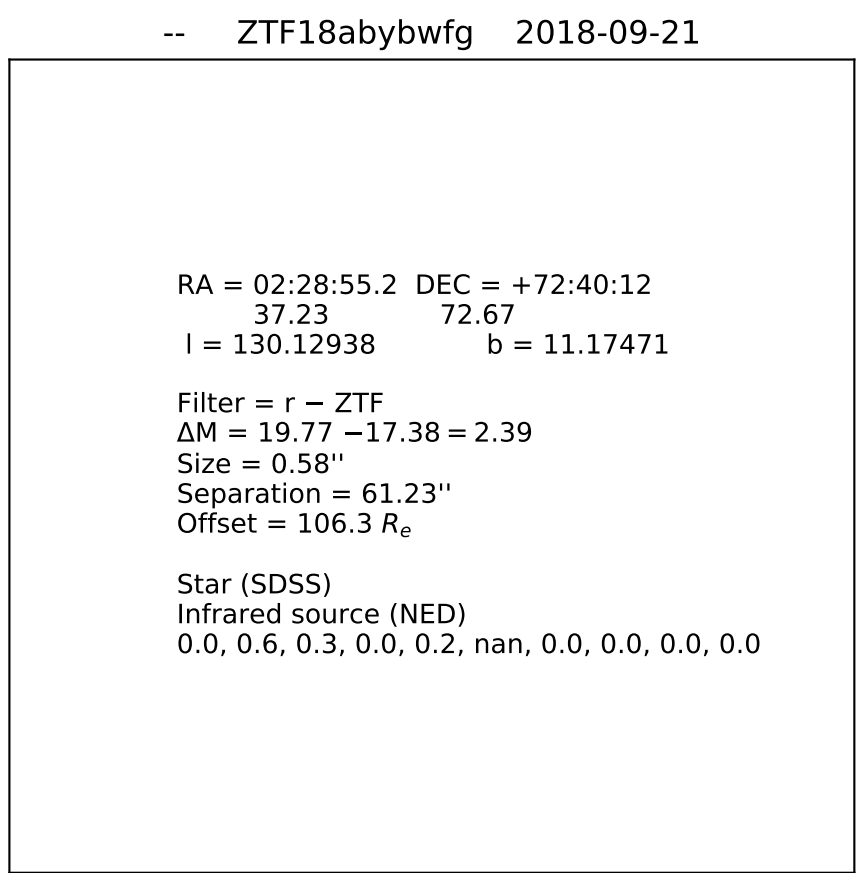 -- ZTF18abybwfg 2018-09-21
RA = 02:28:55.2 DEC = +72:40:12
37.23 72.67
l = 130.12938 b = 11.17471
Filter = r − ZTF
ΔM = 19.77 −17.38 = 2.39
Size = 0.58''
Separation = 61.23''
Offset = 106.3 Re
Star (SDSS)
Infrared source (NED)
0.0, 0.6, 0.3, 0.0, 0.2, nan, 0.0, 0.0, 0.0, 0.0